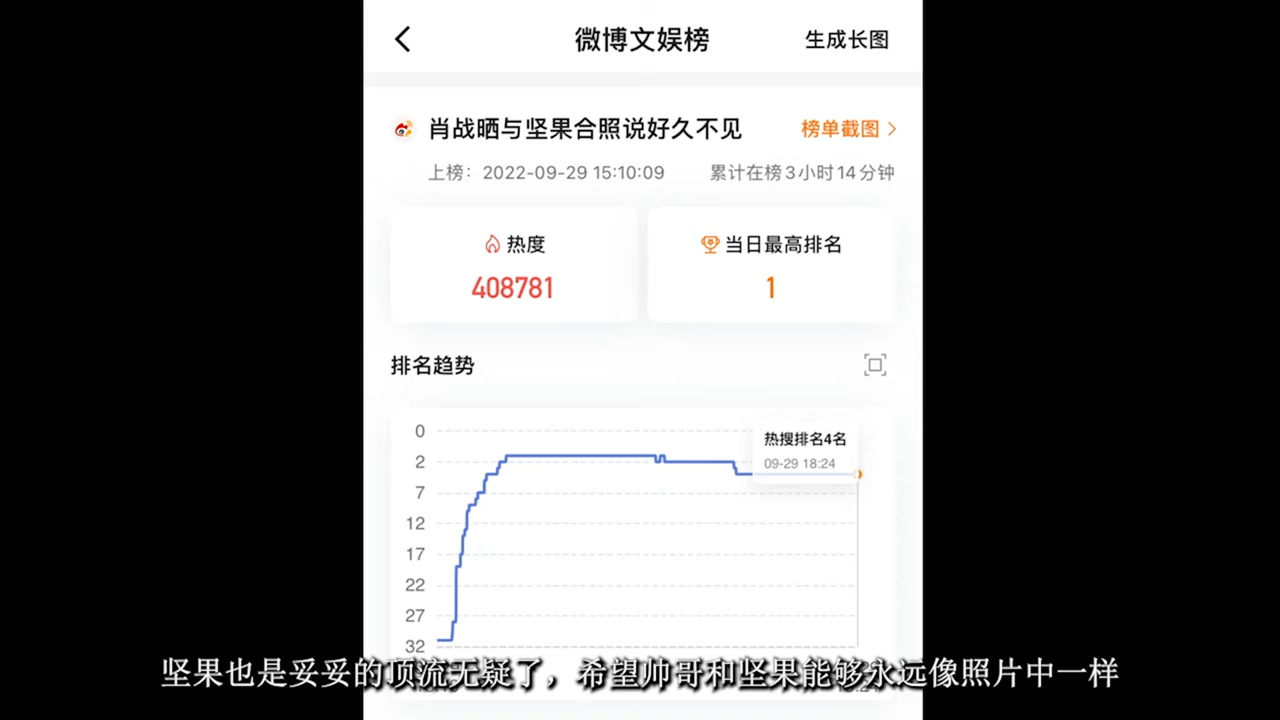 微博文娱榜
生成长图
肖战晒与坚果合照说好久不见
榜单截图
上榜：2022-09-29 15:10:09
累计在榜3小时14分钟
热度
当日最高排名
408781
1
排名趋势
0
热搜排名4名
2
09-29 18:24
7
12
17
22
27
32
坚果也是妥妥的顶流无疑了，希望帅哥和坚果能够永远像照片中一样